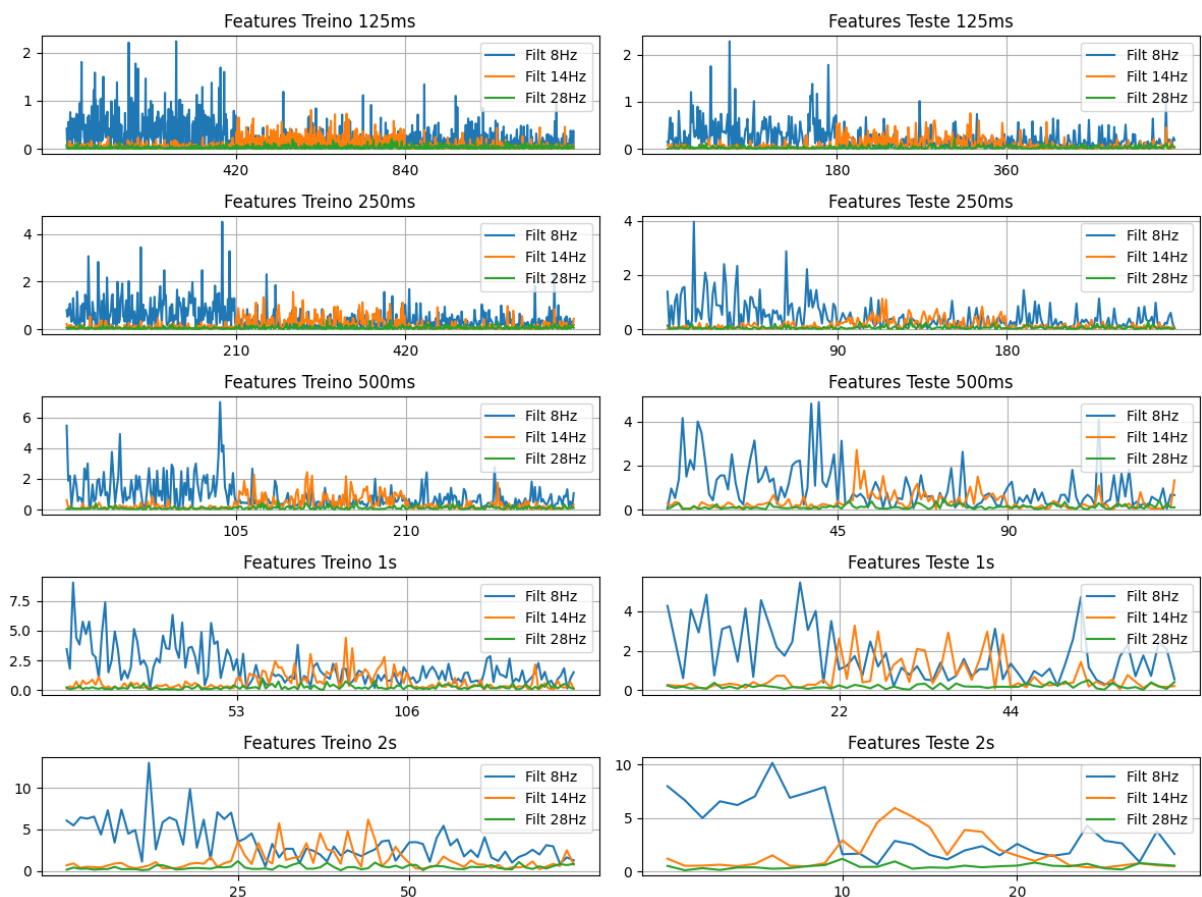 Features Treino 125ms
2
1
0
420
840
Filt 8Hz
Filt 14Hz
Filt 28Hz
Features Teste 125ms
2
1
0
180
360
Filt 8Hz
Filt 14Hz
Filt 28Hz
Features Treino 250ms
4
2
0
210
420
Filt 8Hz
Filt 14Hz
Filt 28Hz
Features Teste 250ms
4
2
0
90
180
Filt 8Hz
Filt 14Hz
Filt 28Hz
Features Treino 500ms
6
4
2
0
105
210
Filt 8Hz
Filt 14Hz
Filt 28Hz
Features Teste 500ms
4
2
0
45
90
Filt 8Hz
Filt 14Hz
Filt 28Hz
Features Treino 1s
7.5
5.0
2.5
0.0
53
106
Filt 8Hz
Filt 14Hz
Filt 28Hz
Features Teste 1s
4
2
0
22
44
Filt 8Hz
Filt 14Hz
Filt 28Hz
Features Treino 2s
10
5
0
25
50
Filt 8Hz
Filt 14Hz
Filt 28Hz
Features Teste 2s
10
5
0
10
20
Filt 8Hz
Filt 14Hz
Filt 28Hz